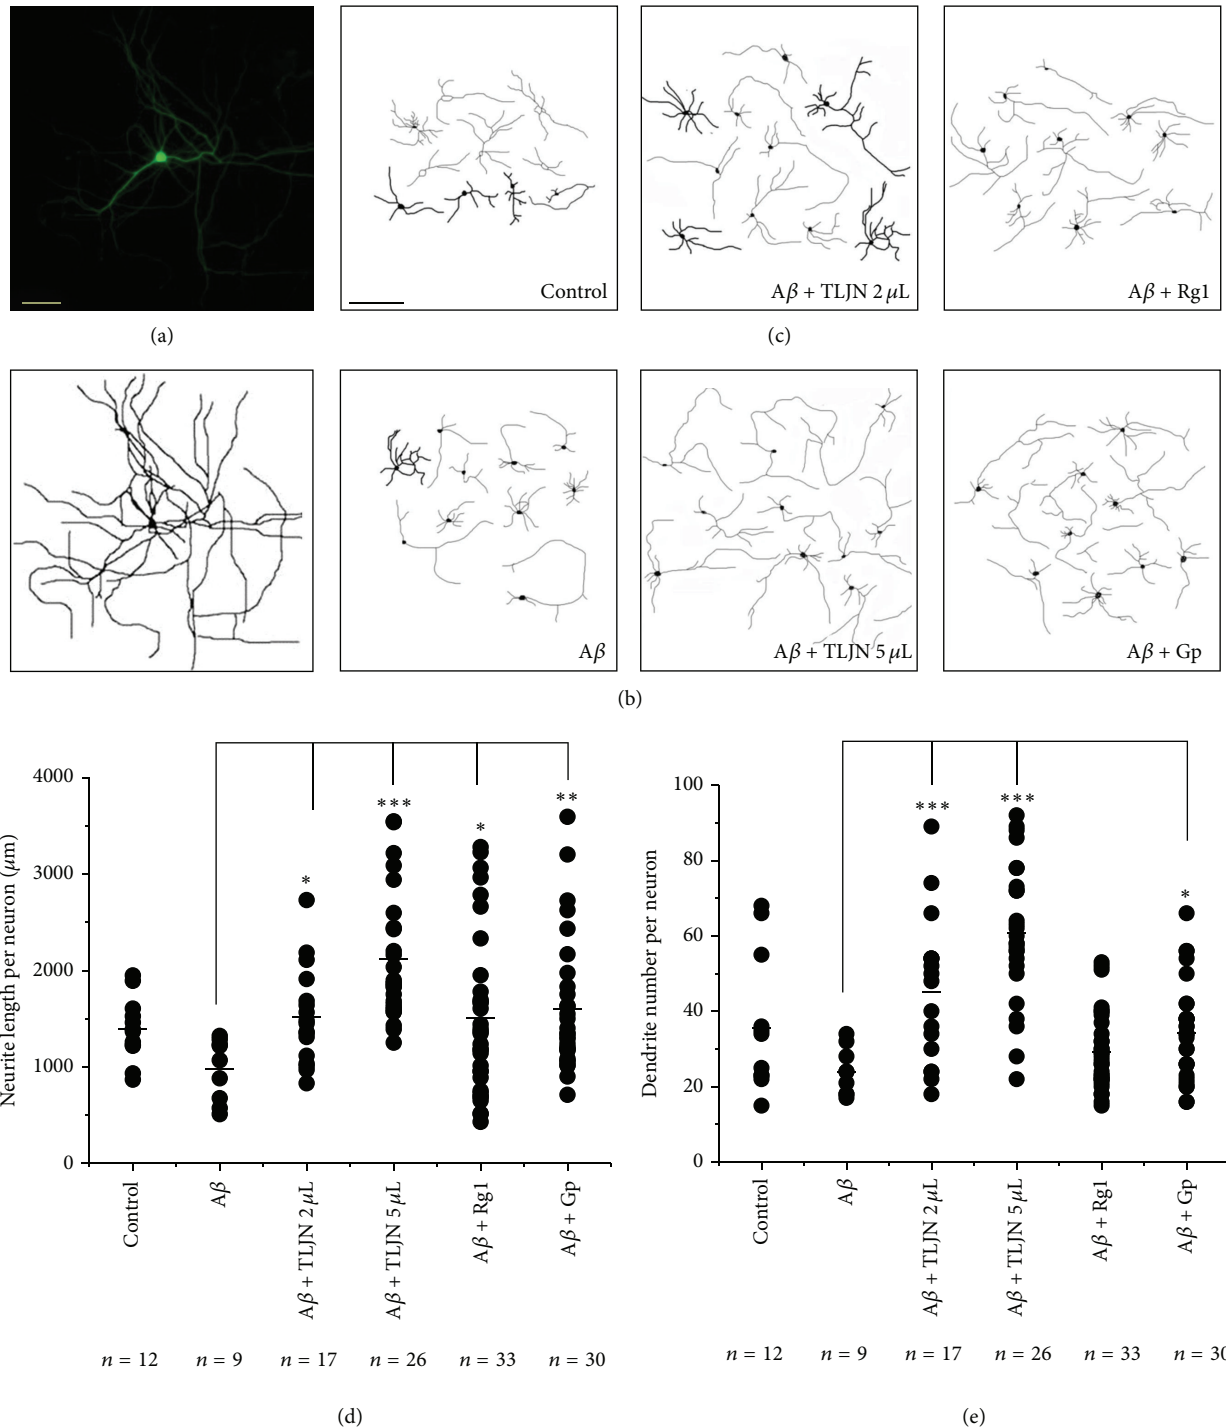 Control
Aβ + TLJN 2 μL
Aβ + Rg1
(a)
(c)
Aβ
Aβ + TLJN 5 μL
Aβ + Gp
(b)
Neurite length per neuron (μm)
4000
3000
2000
1000
0
*
***
*
**
Control
Aβ
Aβ + TLJN 2 μL
Aβ + TLJN 5 μL
Aβ + Rg1
Aβ + Gp
n = 12
n = 9
n = 17
n = 26
n = 33
n = 30
(d)
Dendrite number per neuron
100
80
60
40
20
0
***
***
*
Control
Aβ
Aβ + TLJN 2 μL
Aβ + TLJN 5 μL
Aβ + Rg1
Aβ + Gp
n = 12
n = 9
n = 17
n = 26
n = 33
n = 30
(e)